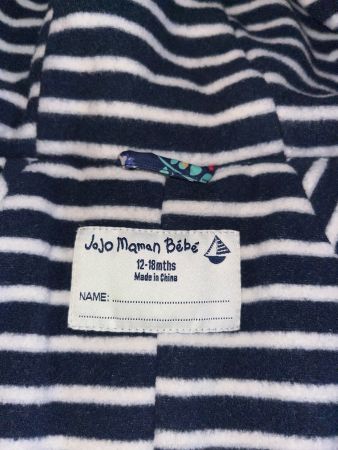 JoJo Maman Bébé
12-18mths
Made in China
NAME: